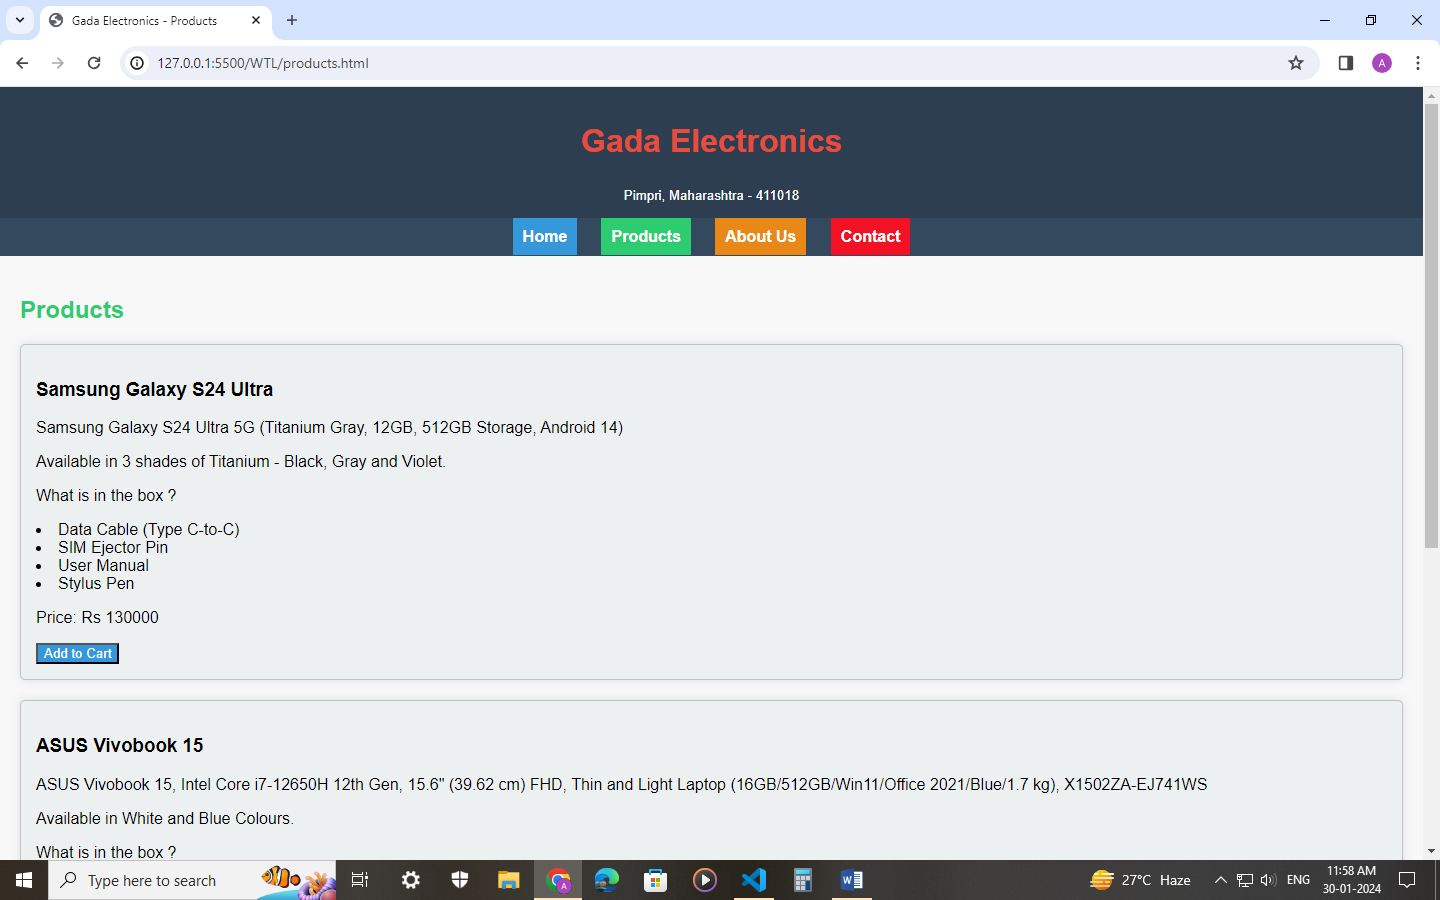 Gada Electronics - Products
127.0.0.1:5500/WTL/products.html
A
Gada Electronics
Pimpri, Maharashtra - 411018
Home Products About Us Contact
Products
Samsung Galaxy S24 Ultra
Samsung Galaxy S24 Ultra 5G (Titanium Gray, 12GB, 512GB Storage, Android 14)
Available in 3 shades of Titanium - Black, Gray and Violet.
What is in the box ?
Data Cable (Type C-to-C)
SIM Ejector Pin
User Manual
Stylus Pen
Price: Rs 130000
Add to Cart
ASUS Vivobook 15
ASUS Vivobook 15, Intel Core i7-12650H 12th Gen, 15.6" (39.62 cm) FHD, Thin and Light Laptop (16GB/512GB/Win11/Office 2021/Blue/1.7 kg), X1502ZA-EJ741WS
Available in White and Blue Colours.
What is in the box ?
Type here to search
A
W
27°C Haze
ENG
11:58 AM
30-01-2024